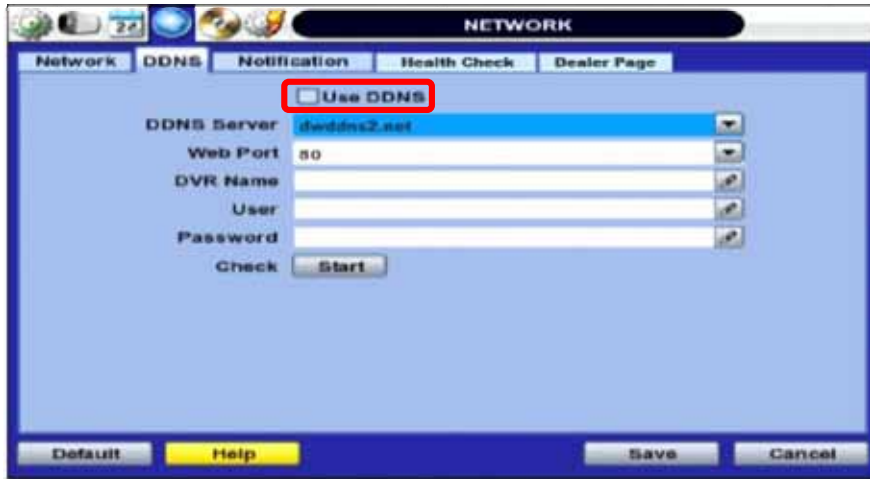 24
NETWORK
Network DDNS Notification Health Check Dealer Page
Use DDNS
DDNS Server dwddns2.net
Web Port 80
DVR Name
User
Password
Check Start
Default Help Save Cancel